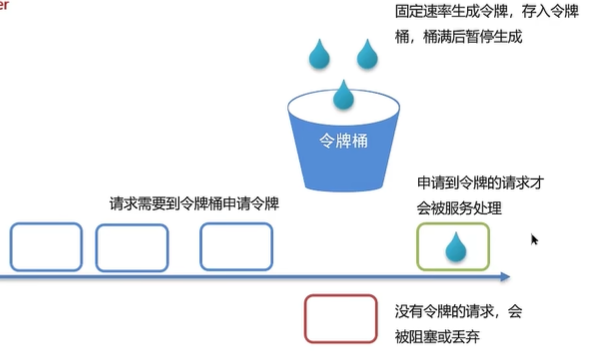 er
固定速率生成令牌，存入令牌
桶，桶满后暂停生成
令牌桶
申请到令牌的请求才
会被服务处理
请求需要到令牌桶申请令牌
没有令牌的请求，会
被阻塞或丢弃